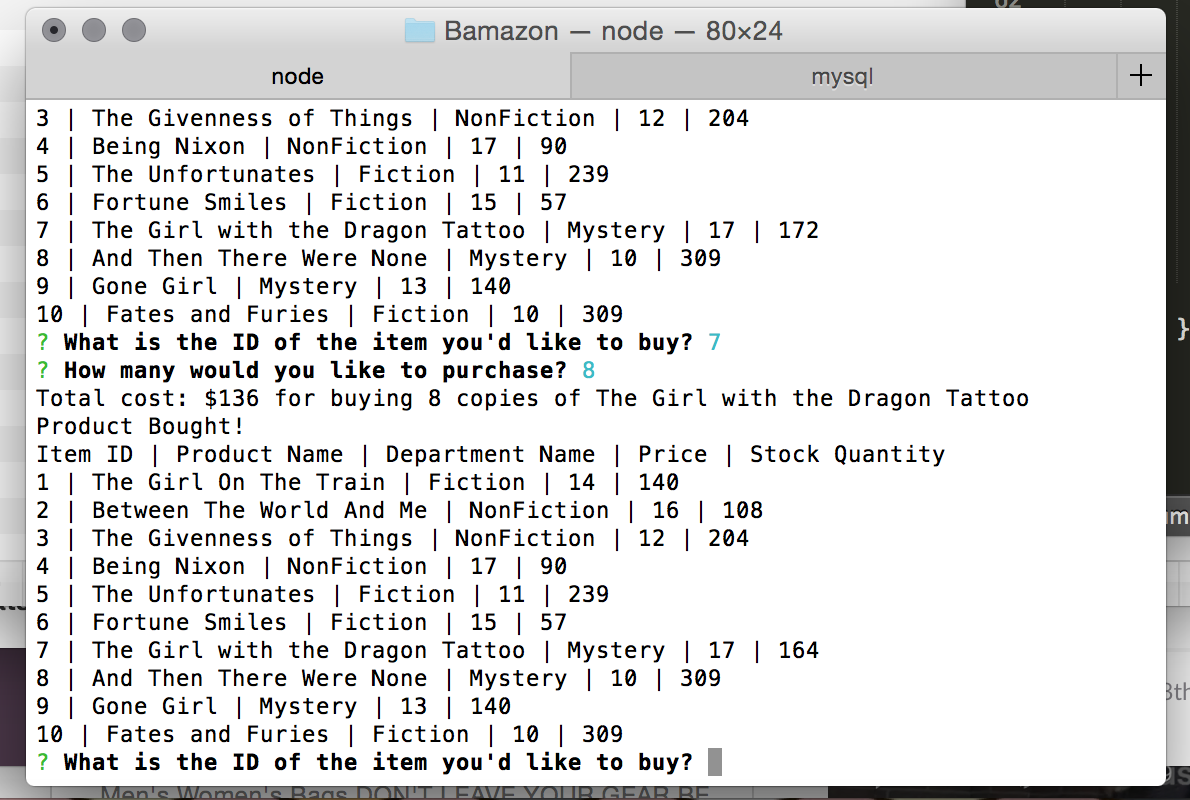 Bamazon — node — 80×24
node
mysql
+
3 | The Givenness of Things | NonFiction | 12 | 204
4 | Being Nixon | NonFiction | 17 | 90
5 | The Unfortunates | Fiction | 11 | 239
6 | Fortune Smiles | Fiction | 15 | 57
7 | The Girl with the Dragon Tattoo | Mystery | 17 | 172
8 | And Then There Were None | Mystery | 10 | 309
9 | Gone Girl | Mystery | 13 | 140
10 | Fates and Furies | Fiction | 10 | 309
? What is the ID of the item you'd like to buy? 7
? How many would you like to purchase? 8
Total cost: $136 for buying 8 copies of The Girl with the Dragon Tattoo
Product Bought!
Item ID | Product Name | Department Name | Price | Stock Quantity
1 | The Girl On The Train | Fiction | 14 | 140
2 | Between The World And Me | NonFiction | 16 | 108
3 | The Givenness of Things | NonFiction | 12 | 204
4 | Being Nixon | NonFiction | 17 | 90
5 | The Unfortunates | Fiction | 11 | 239
6 | Fortune Smiles | Fiction | 15 | 57
7 | The Girl with the Dragon Tattoo | Mystery | 17 | 164
8 | And Then There Were None | Mystery | 10 | 309
9 | Gone Girl | Mystery | 13 | 140
10 | Fates and Furies | Fiction | 10 | 309
? What is the ID of the item you'd like to buy?
}
Men's Women's Bags DON'T LEAVE YOUR GEAR BE